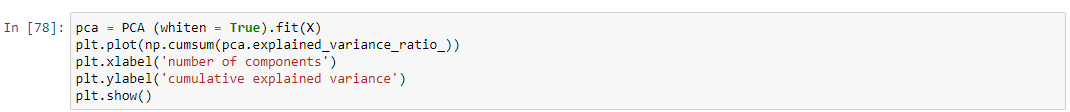 In [78]: pca = PCA (whiten = True).fit(X)
plt.plot(np.cumsum(pca.explained_variance_ratio_))
plt.xlabel('number of components')
plt.ylabel('cumulative explained variance')
plt.show()